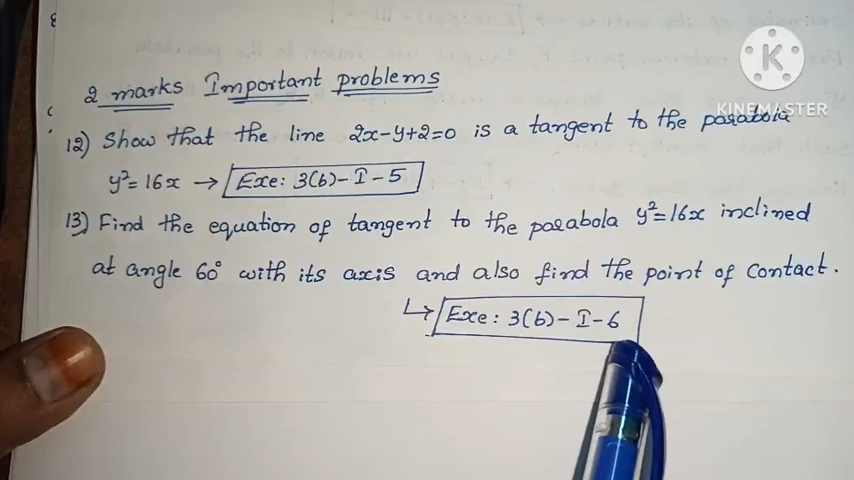 2 marks Important problems
K
KINEMASTER
12) Show that the line 2x-y+2=0 is a tangent to the parabola
y²=16x → Exe: 3(b)-I-5
13) Find the equation of tangent to the parabola y²=16x inclined
at angle 60° with its axis and also find the point of contact.
↳ Exe: 3(b)-I-6